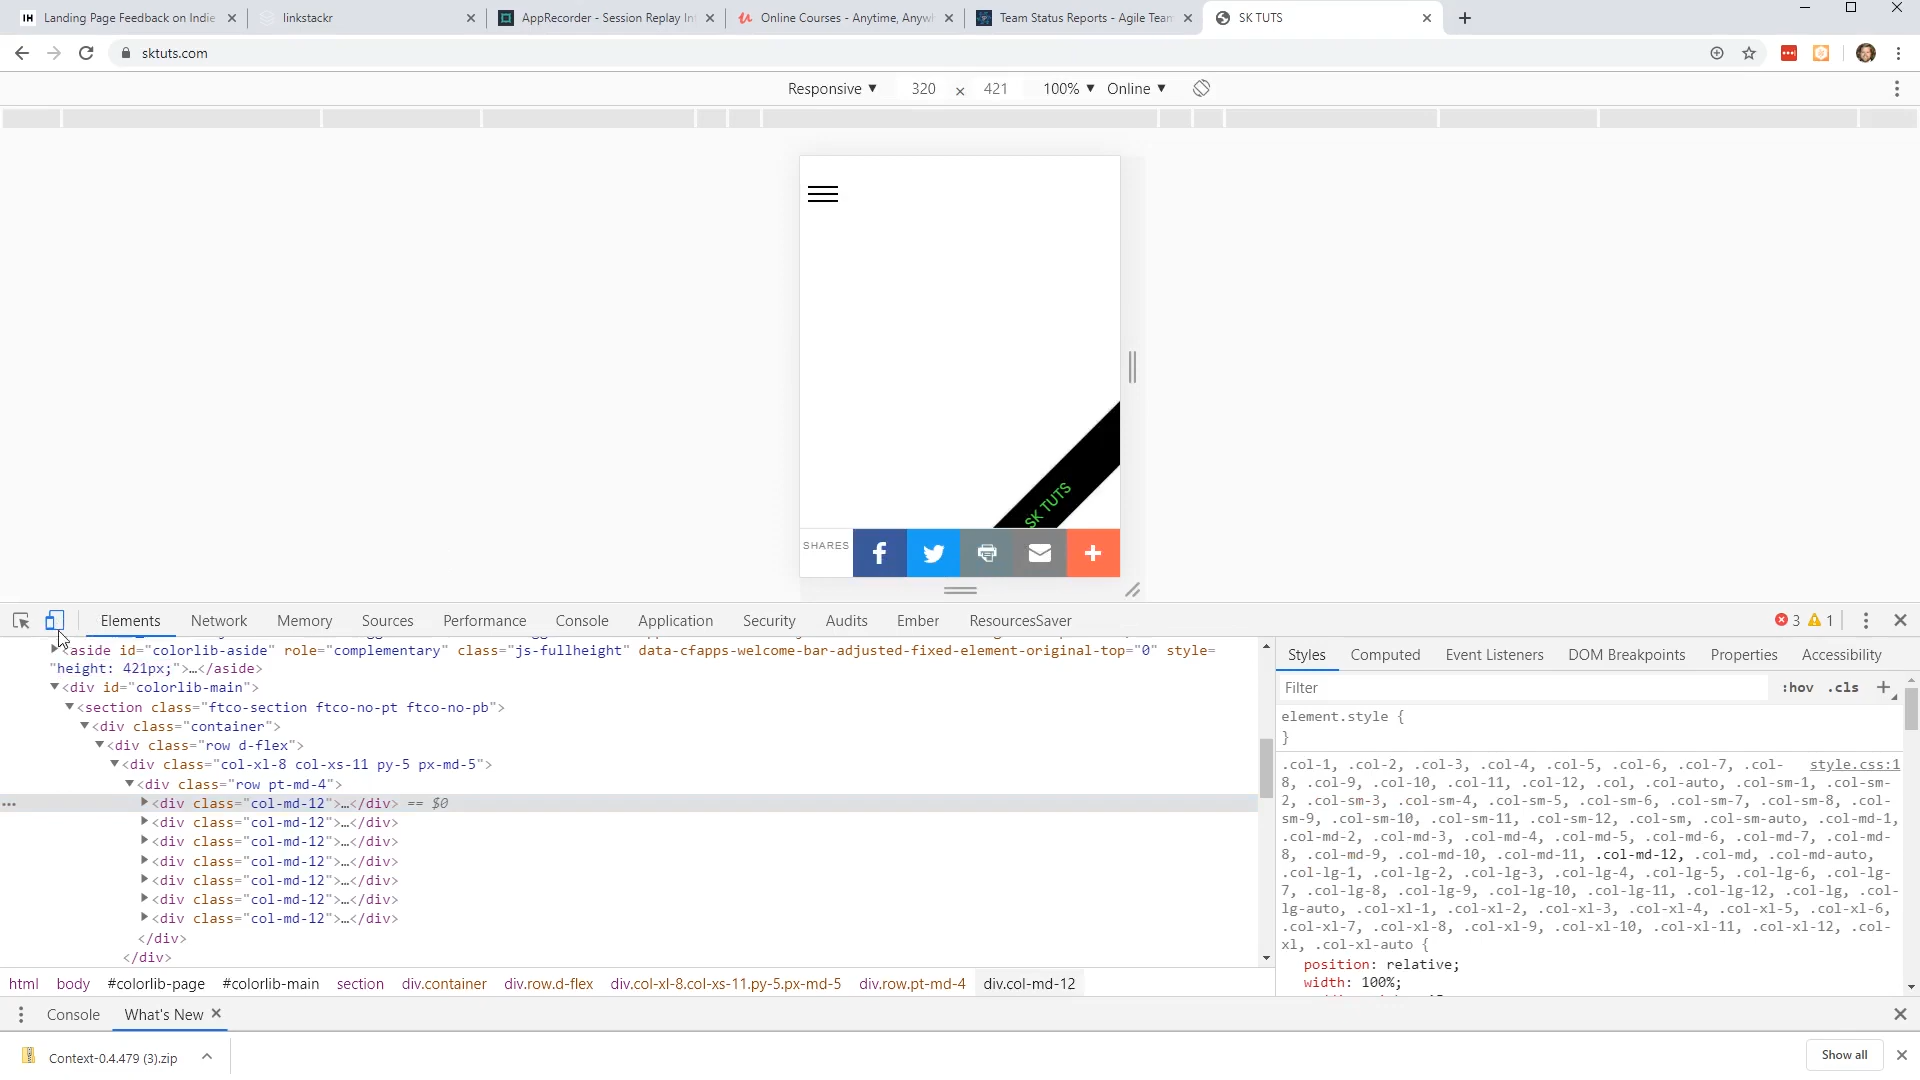 IH Landing Page Feedback on Indie
linkstackr
AppRecorder - Session Replay Int
Online Courses - Anytime, Anywh
Team Status Reports - Agile Team
SK TUTS
sktuts.com
Responsive ▼ 320 × 421 100% ▼ Online ▼
SK TUTS
SHARES
Elements Network Memory Sources Performance Console Application Security Audits Ember ResourcesSaver 3 1
<aside id="colorlib-aside" role="complementary" class="js-fullheight" data-cfapps-welcome-bar-adjusted-fixed-element-original-top="0" style=
"height: 421px;">…</aside>
<div id="colorlib-main">
<section class="ftco-section ftco-no-pt ftco-no-pb">
<div class="container">
<div class="row d-flex">
<div class="col-xl-8 col-xs-11 py-5 px-md-5">
<div class="row pt-md-4">
<div class="col-md-12">…</div> == $0
<div class="col-md-12">…</div>
<div class="col-md-12">…</div>
<div class="col-md-12">…</div>
<div class="col-md-12">…</div>
<div class="col-md-12">…</div>
<div class="col-md-12">…</div>
</div>
</div>
html body #colorlib-page #colorlib-main section div.container div.row.d-flex div.col-xl-8.col-xs-11.py-5.px-md-5 div.row.pt-md-4 div.col-md-12
Styles Computed Event Listeners DOM Breakpoints Properties Accessibility
Filter :hov .cls +
element.style {
}
.col-1, .col-2, .col-3, .col-4, .col-5, .col-6, .col-7, .col- style.css:1
8, .col-9, .col-10, .col-11, .col-12, .col, .col-auto, .col-sm-1, .col-sm-
2, .col-sm-3, .col-sm-4, .col-sm-5, .col-sm-6, .col-sm-7, .col-sm-8, .col-
sm-9, .col-sm-10, .col-sm-11, .col-sm-12, .col-sm, .col-sm-auto, .col-md-1,
.col-md-2, .col-md-3, .col-md-4, .col-md-5, .col-md-6, .col-md-7, .col-md-
8, .col-md-9, .col-md-10, .col-md-11, .col-md-12, .col-md, .col-md-auto,
.col-lg-1, .col-lg-2, .col-lg-3, .col-lg-4, .col-lg-5, .col-lg-6, .col-lg-
7, .col-lg-8, .col-lg-9, .col-lg-10, .col-lg-11, .col-lg-12, .col-lg, .col-
lg-auto, .col-xl-1, .col-xl-2, .col-xl-3, .col-xl-4, .col-xl-5, .col-xl-6,
.col-xl-7, .col-xl-8, .col-xl-9, .col-xl-10, .col-xl-11, .col-xl-12, .col-
xl, .col-xl-auto {
position: relative;
width: 100%;
Console What's New
Context-0.4.479 (3).zip
Show all